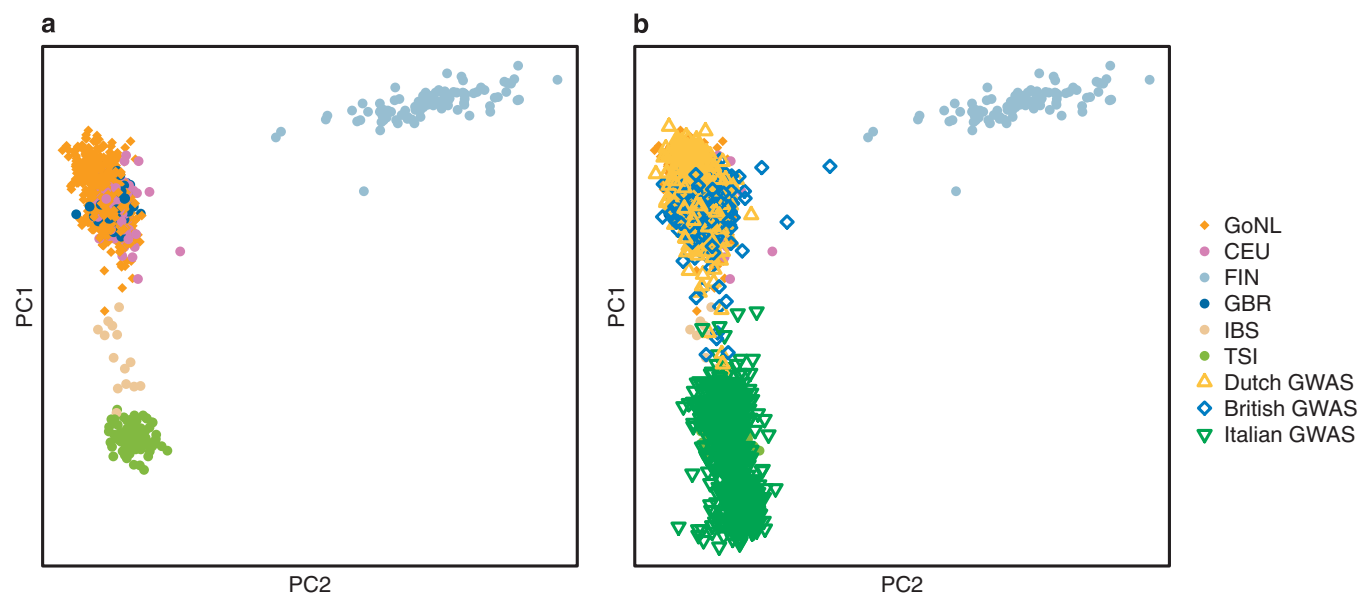 a
b
PC1
PC2
PC1
PC2
GoNL
CEU
FIN
GBR
IBS
TSI
Dutch GWAS
British GWAS
Italian GWAS